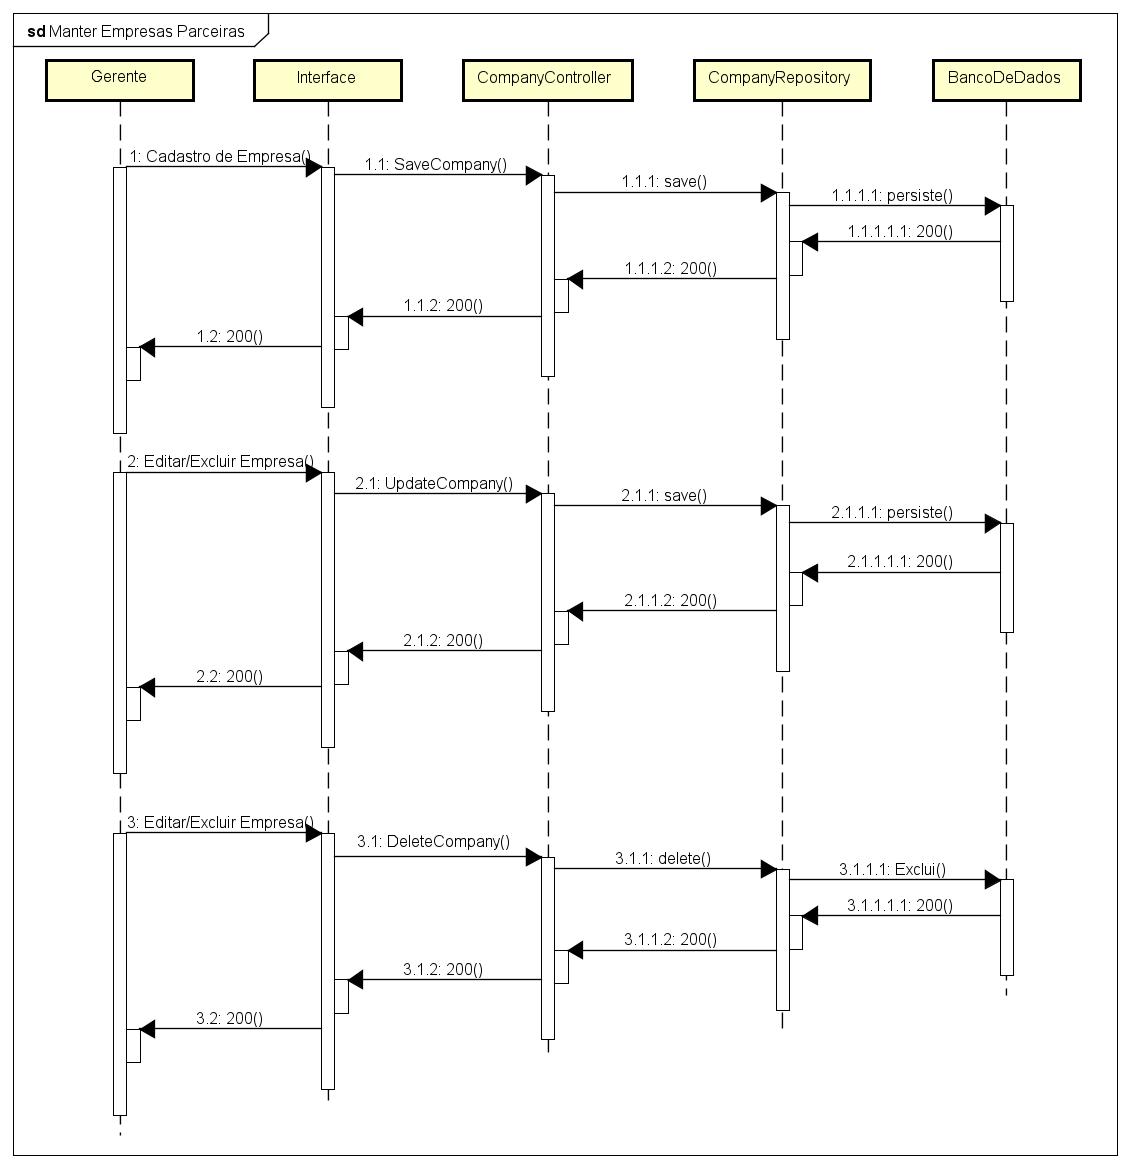 sd Manter Empresas Parceiras
Gerente
Interface
CompanyController
CompanyRepository
BancoDeDados
1: Cadastro de Empresa()
1.1: SaveCompany()
1.1.1: save()
1.1.1.1: persiste()
1.1.1.1.1: 200()
1.1.1.2: 200()
1.1.2: 200()
1.2: 200()
2: Editar/Excluir Empresa()
2.1: UpdateCompany()
2.1.1: save()
2.1.1.1: persiste()
2.1.1.1.1: 200()
2.1.1.2: 200()
2.1.2: 200()
2.2: 200()
3: Editar/Excluir Empresa()
3.1: DeleteCompany()
3.1.1: delete()
3.1.1.1: Exclui()
3.1.1.1.1: 200()
3.1.1.2: 200()
3.1.2: 200()
3.2: 200()